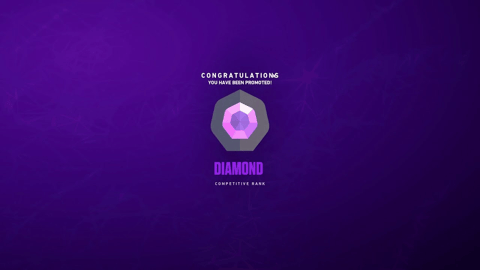 CONGRATULATIONS
YOU HAVE BEEN PROMOTED!
DIAMOND
COMPETITIVE RANK